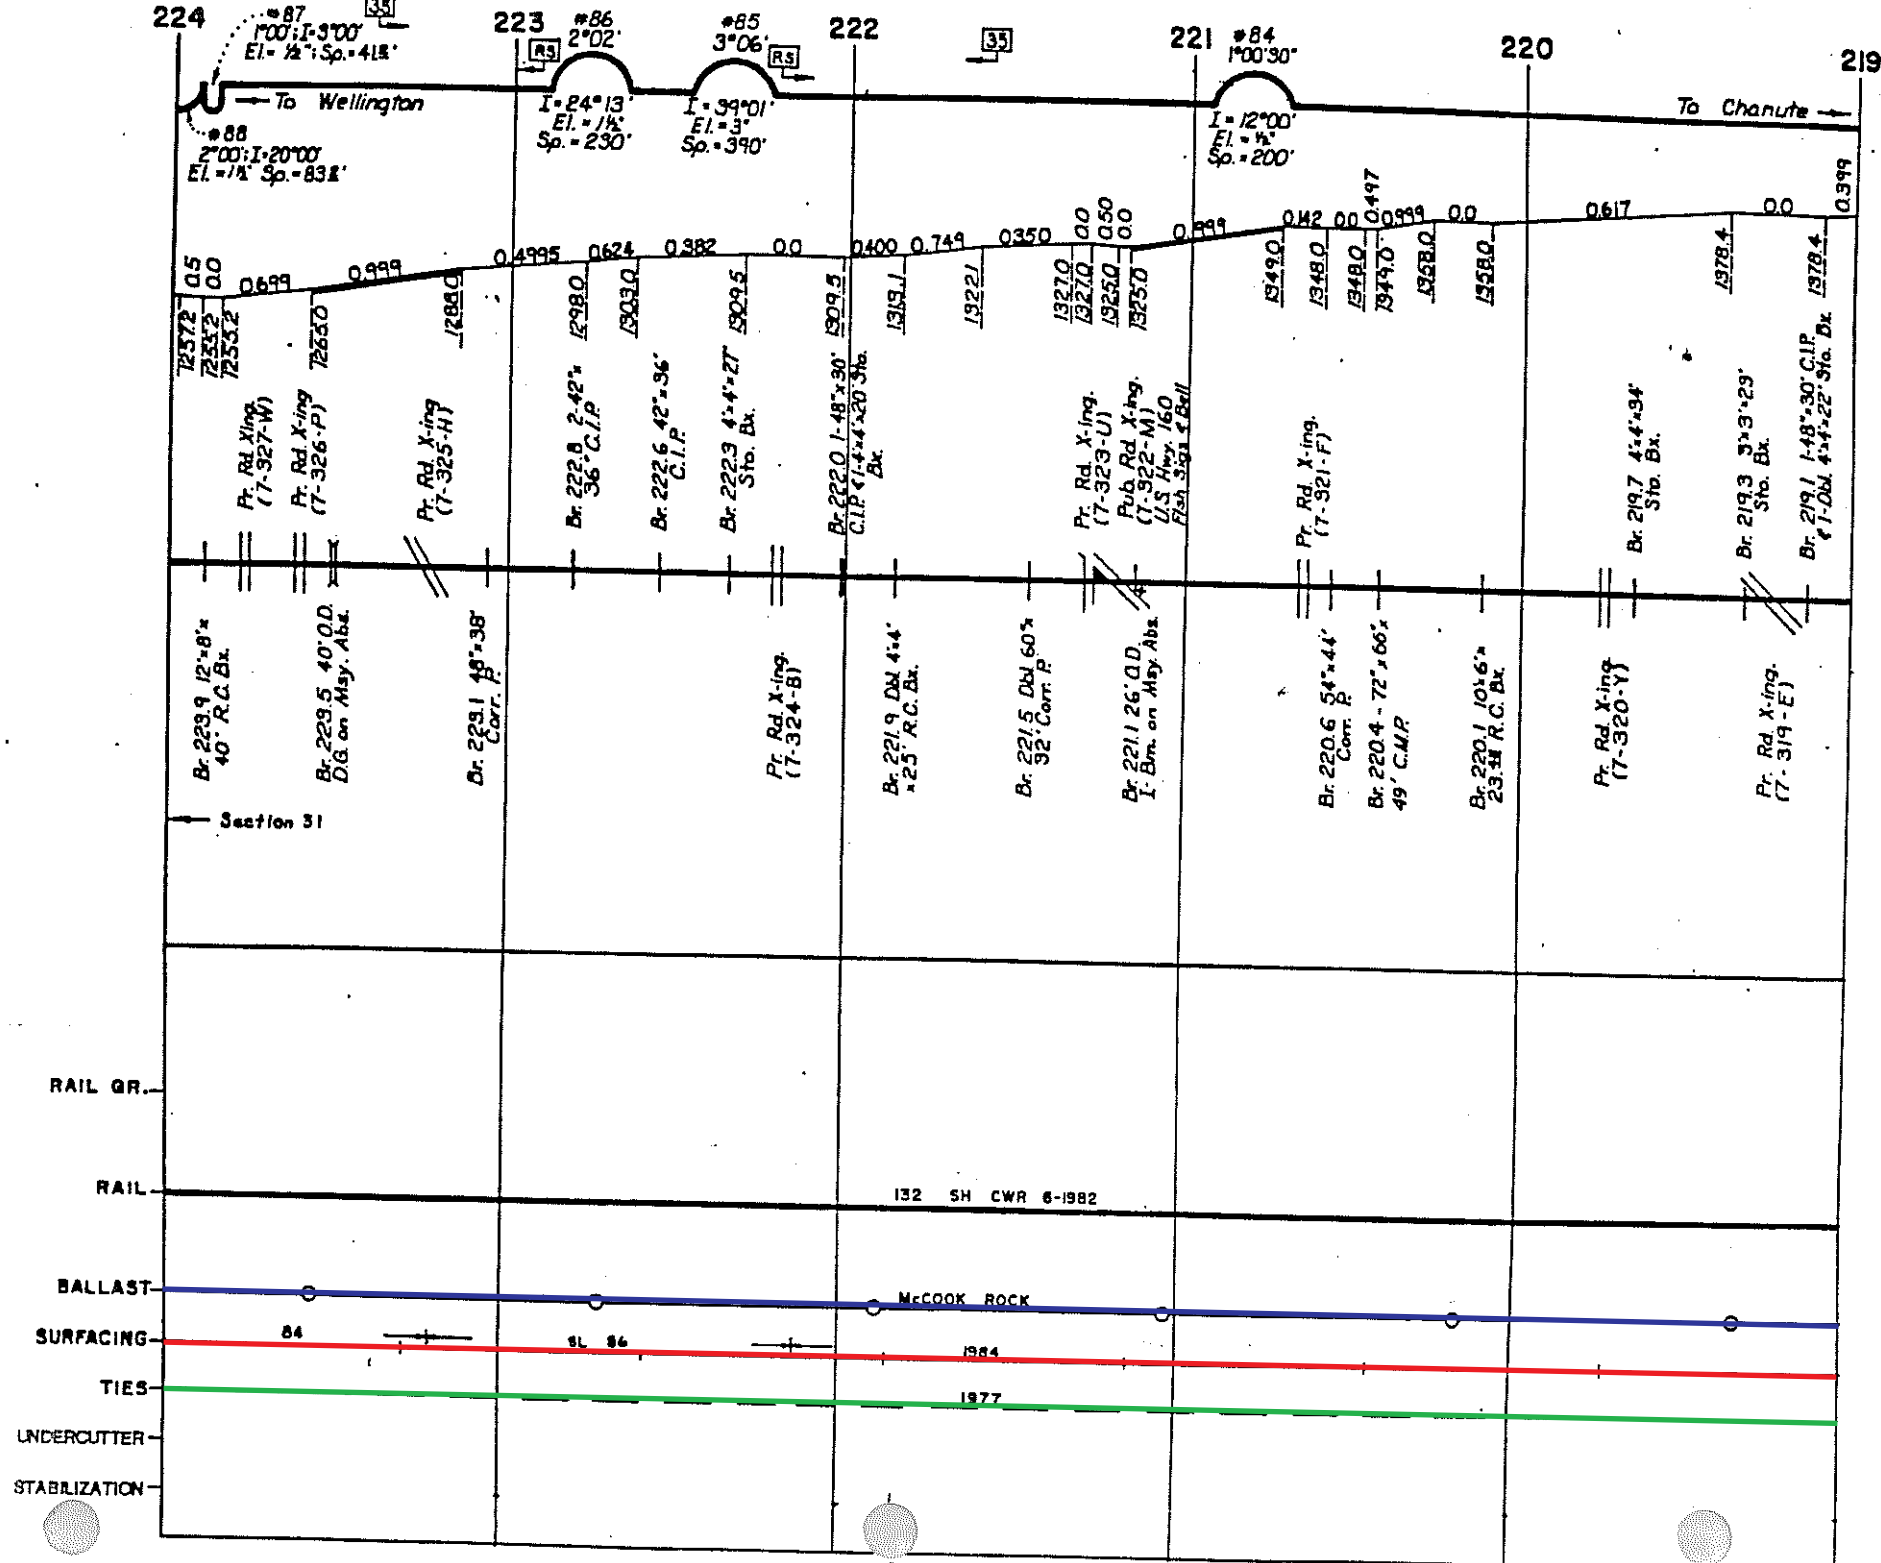 224
#87
1°00'; I=9°00'
El.= ½";
35
223
RS
#86
2°02'
#85
3°06'
RS
222
35
221
#84
1°00'30"
220
219
← To Wellington
To Chanute →
#88
2°00'; I=20°00'
El.=1½"
I=24°13'
El.=1½"
Sp.=230'
I=39°01'
El.=3"
Sp.=390'
I=12°00'
El.=½"
Sp.=200'
0.5
0.0
0.699
0.999
0.4995
0.624
0.382
0.0
0.400
0.749
0.350
0.0
0.50
0.0
0.999
0.142
0.0
0.497
0.999
0.0
0.617
0.0
0.399
1257.2
1255.2
1255.2
1265.0
1288.0
1298.0
1303.0
1309.5
1309.5
1313.1
1322.1
1327.0
1327.0
1325.0
1325.0
1349.0
1348.0
1348.0
1349.0
1358.0
1358.0
1378.4
1378.4
Pr. Rd. Xing.
(7-327-W)
Pr. Rd. X-ing
(7-326-P)
Pr. Rd. X-ing
(7-325-H)
Br. 222.8 2-42"x
36' C.I.P.
Br. 222.6 42"x36'
C.I.P.
Br. 222.3 4'x4'x27'
Sto. Bx.
Br. 222.0 1-48"x30'
C.I.P. & 1-4'x4'x20' Sto.
Bx.
Pr. Rd. X-ing.
(7-323-U)
Pub. Rd. X-ing.
(7-322-M)
U.S. Hwy. 160
Flsh Sigs & Bell
Pr. Rd. X-ing.
(7-321-F)
Br. 219.7 4'x4'x34'
Sto. Bx.
Br. 219.3 3'x3'x29'
Sto. Bx.
Br. 219.1 1-48"x30' C.I.P.
& 1-Dbl. 4'x4'x22' Sto. Bx.
Br. 223.9 12'x8'x
40' R.C. Bx.
Br. 223.5 40' O.D.
D.G. on Msy. Abs.
Br. 223.1 48"x38'
Corr. P.
Pr. Rd. X-ing.
(7-324-B)
Br. 221.9 Dbl 4'x4'
x25' R.C. Bx.
Br. 221.5 Dbl 60"x
32' Corr. P.
Br. 221.1 26' O.D.
I-Bm. on Msy. Abs.
Br. 220.6 54"x44'
Corr. P.
Br. 220.4 - 72"x66"x
49' C.M.P.
Br. 220.1 10'x6'x
R.C. Bx.
Pr. Rd. X-ing
(7-320-Y)
Pr. Rd. X-ing.
(7-319-E)
← Section 31
RAIL GR.
RAIL
132 SH CWR 6-1982
BALLAST
McCOOK ROCK
SURFACING
84
SL 86
1984
TIES
1977
UNDERCUTTER
STABILIZATION